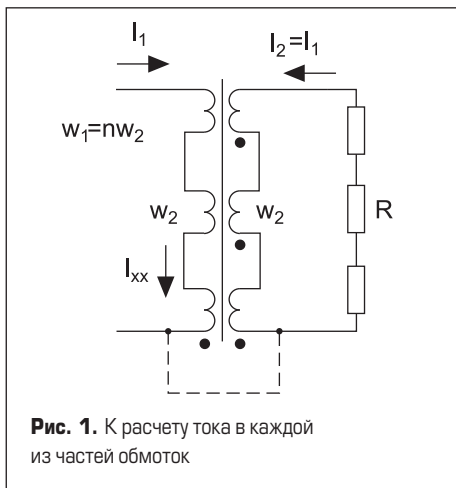 I₁
I₂=I₁
w₁=nw₂
w₂ w₂ R
Iₓₓ
Рис. 1. К расчету тока в каждой
из частей обмоток